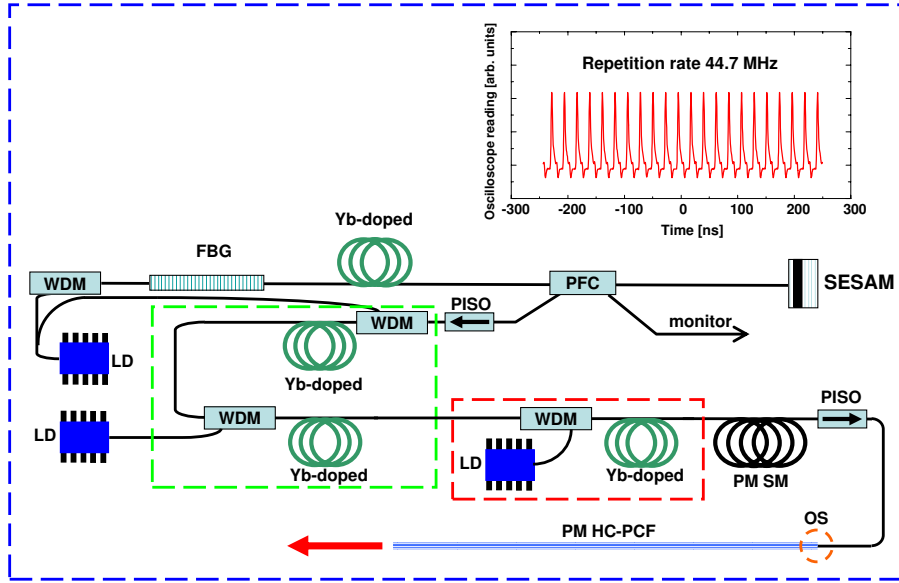 Oscilloscope reading [arb. units]
Repetition rate 44.7 MHz
-300 -200 -100 0 100 200 300
Time [ns]
Yb-doped
FBG
WDM
PFC
SESAM
PISO
WDM
monitor
LD
Yb-doped
PISO
WDM
WDM
LD
LD
Yb-doped
Yb-doped
PM SM
OS
PM HC-PCF